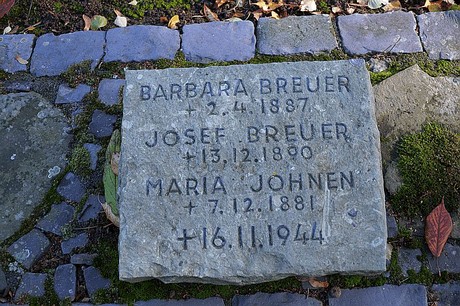 BARBARA BREUER
+ 2. 4. 1887
JOSEF BREUER
+ 13. 12. 1890
MARIA JOHNEN
+ 7. 12. 1881
+ 16. 11. 1944